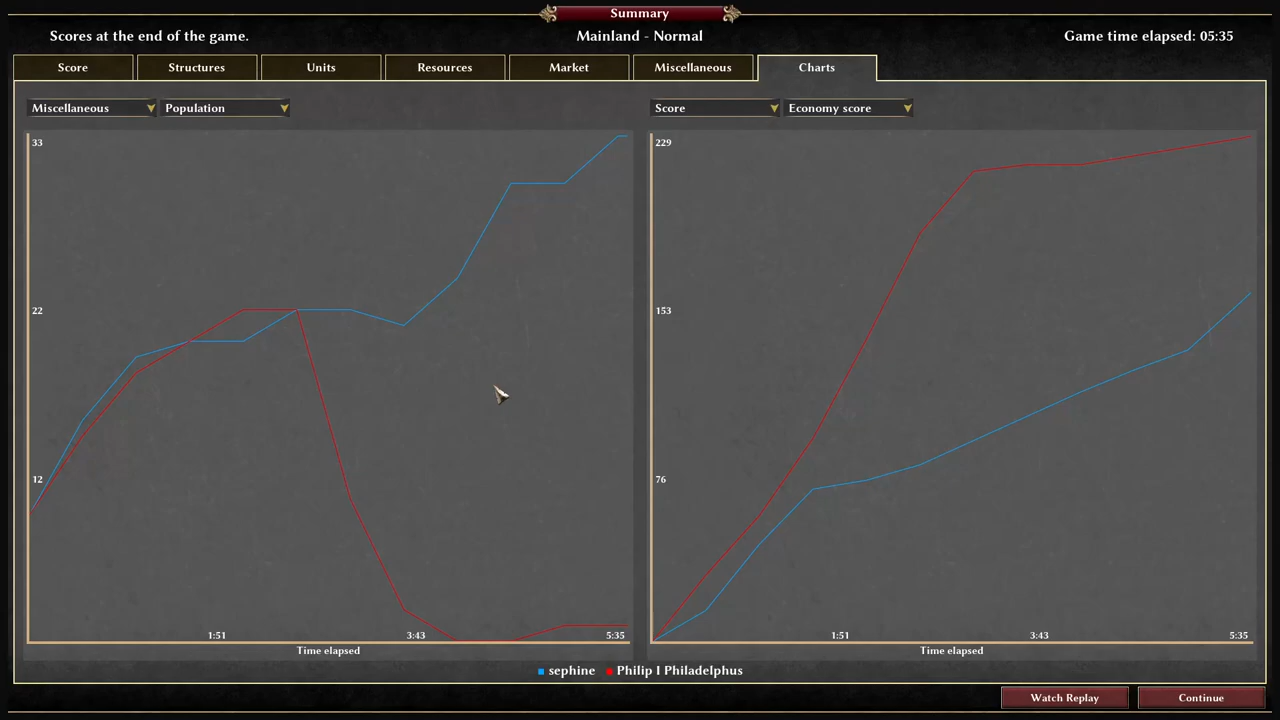 Summary
Scores at the end of the game.
Mainland - Normal
Game time elapsed: 05:35
Score
Structures
Units
Resources
Market
Miscellaneous
Charts
Miscellaneous
Population
Score
Economy score
33
22
12
1:51
3:43
5:35
Time elapsed
229
153
76
1:51
3:43
5:35
Time elapsed
sephine
Philip I Philadelphus
Watch Replay
Continue